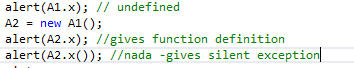 alert(A1.x); // undefined
A2 = new A1();
alert(A2.x); //gives function definition
alert(A2.x()); //nada -gives silent exception